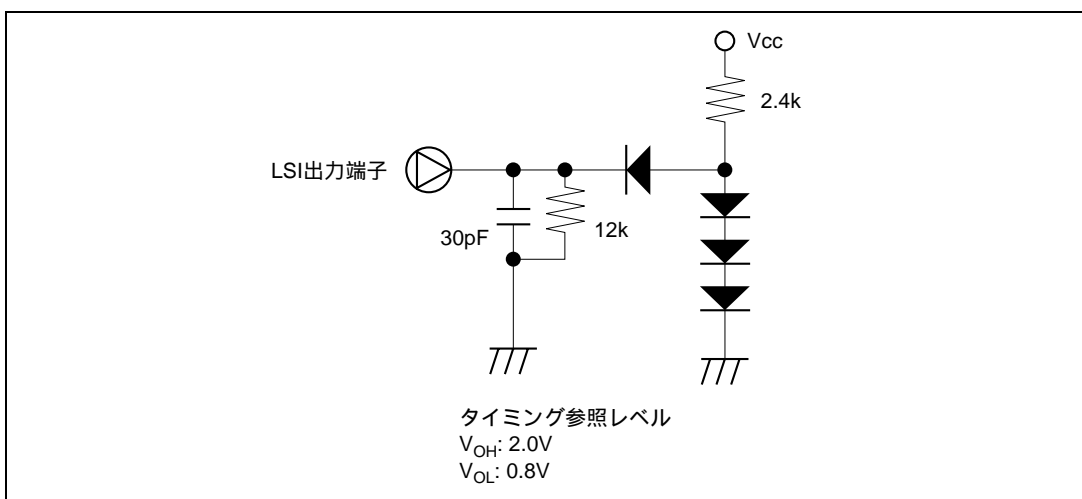 Vcc
2.4k
LSI出力端子
30pF
12k
タイミング参照レベル
VOH: 2.0V
VOL: 0.8V